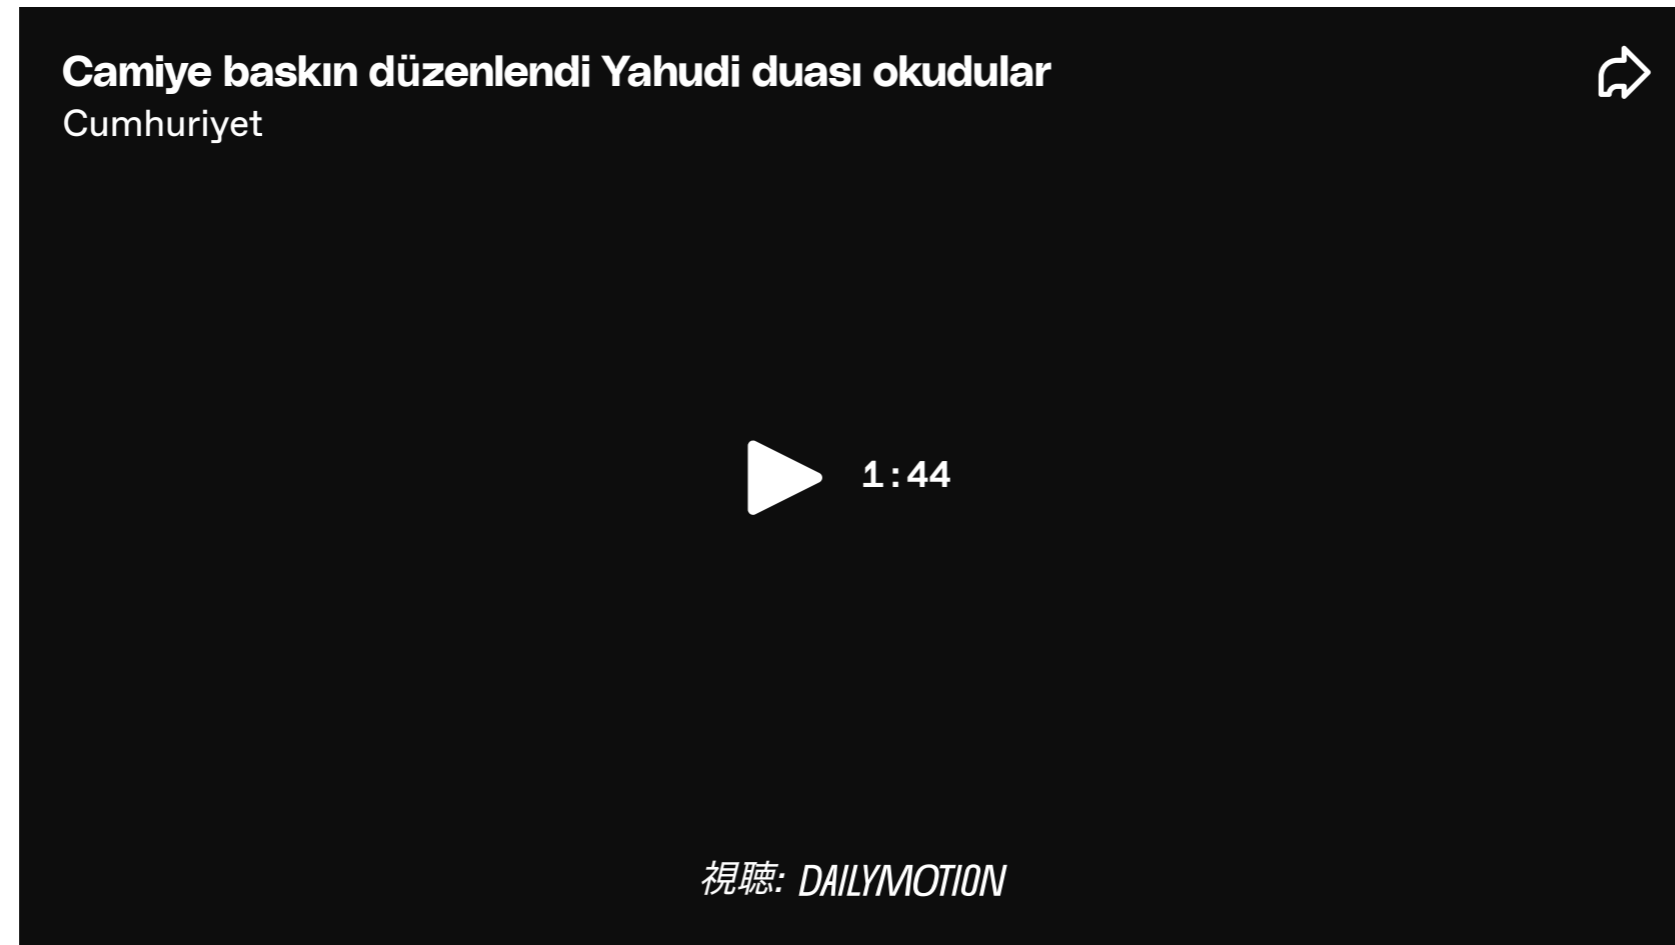 Camiye baskın düzenlendi Yahudi duası okudular
Cumhuriyet
1:44
視聴: DAILYMOTION